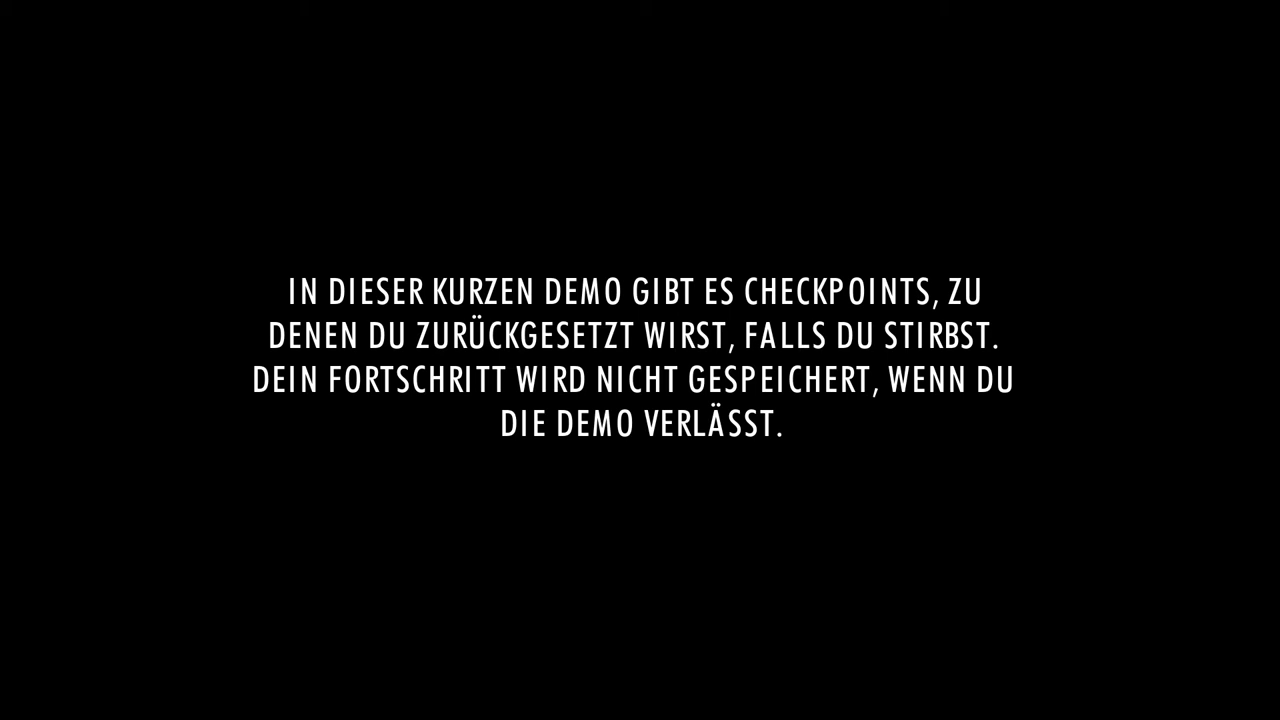 IN DIESER KURZEN DEMO GIBT ES CHECKPOINTS, ZU
DENEN DU ZURÜCKGESETZT WIRST, FALLS DU STIRBST.
DEIN FORTSCHRITT WIRD NICHT GESPEICHERT, WENN DU
DIE DEMO VERLÄSST.